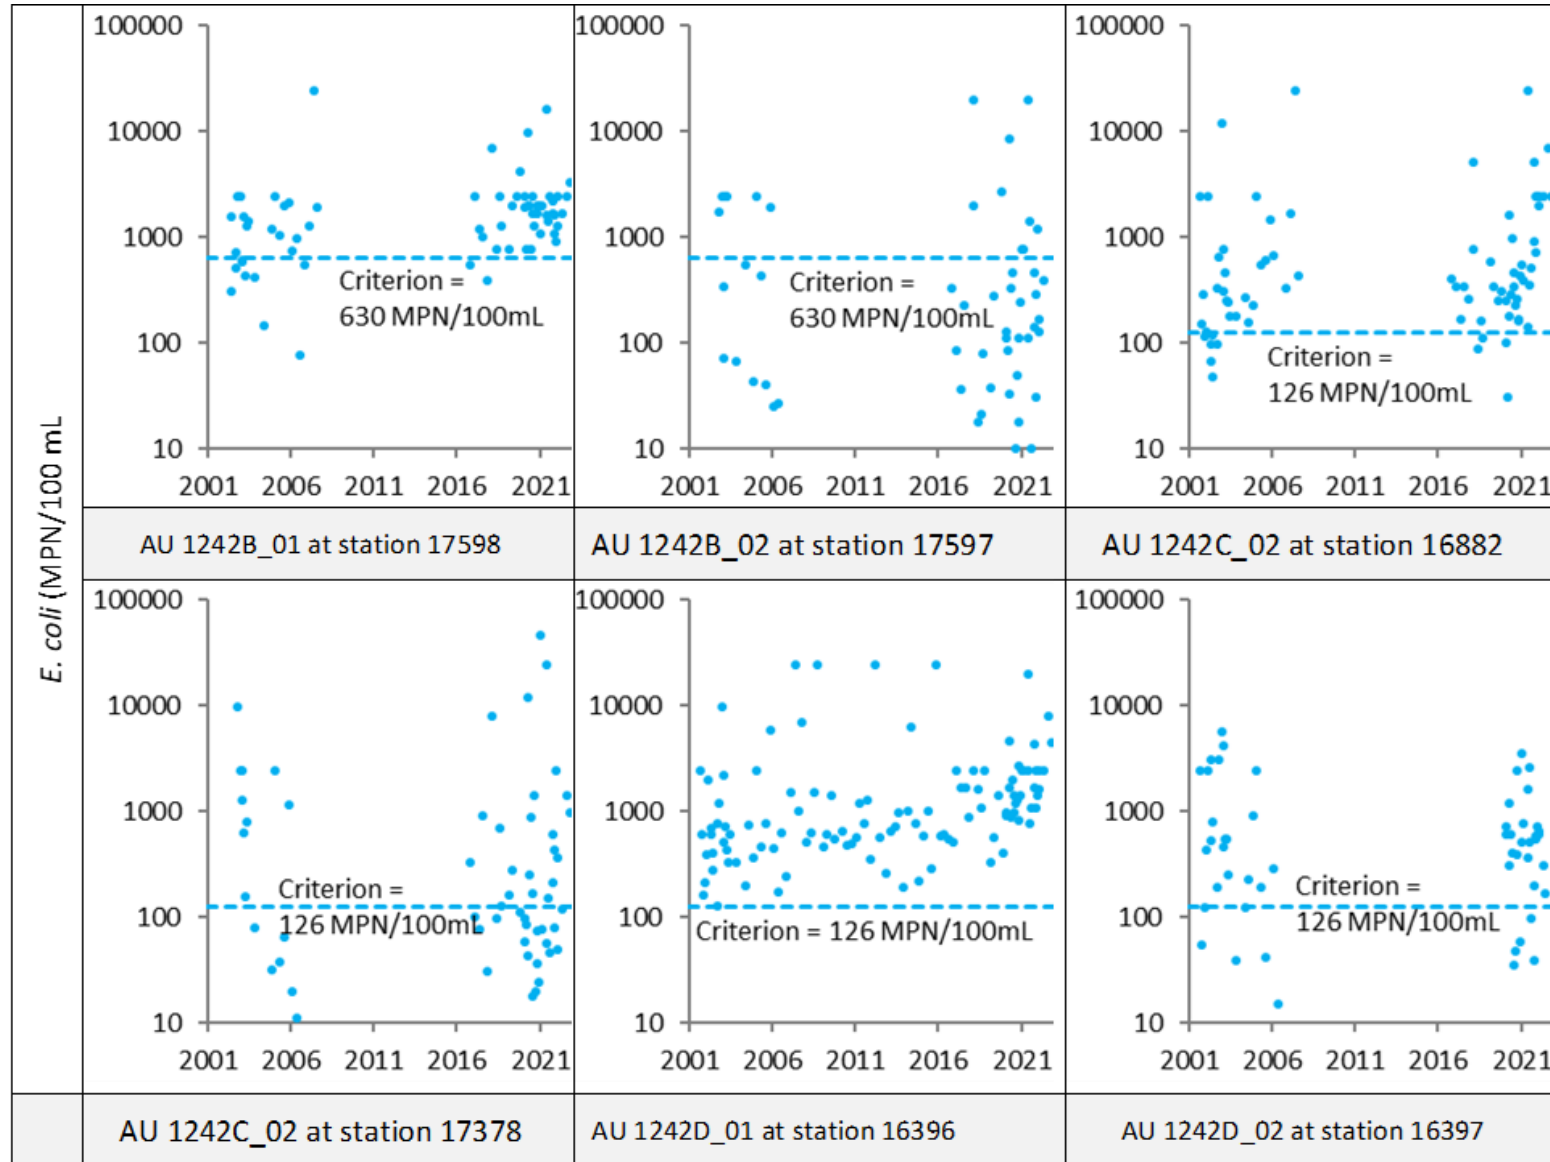 E. coli (MPN/100 mL
100000
10000
1000
100
10
2001 2006 2011 2016 2021
Criterion =
630 MPN/100mL
100000
10000
1000
100
10
2001 2006 2011 2016 2021
Criterion =
630 MPN/100mL
100000
10000
1000
100
10
2001 2006 2011 2016 2021
Criterion =
126 MPN/100mL
AU 1242B_01 at station 17598
AU 1242B_02 at station 17597
AU 1242C_02 at station 16882
100000
10000
1000
100
10
2001 2006 2011 2016 2021
Criterion =
126 MPN/100mL
100000
10000
1000
100
10
2001 2006 2011 2016 2021
Criterion = 126 MPN/100mL
100000
10000
1000
100
10
2001 2006 2011 2016 2021
Criterion =
126 MPN/100mL
AU 1242C_02 at station 17378
AU 1242D_01 at station 16396
AU 1242D_02 at station 16397